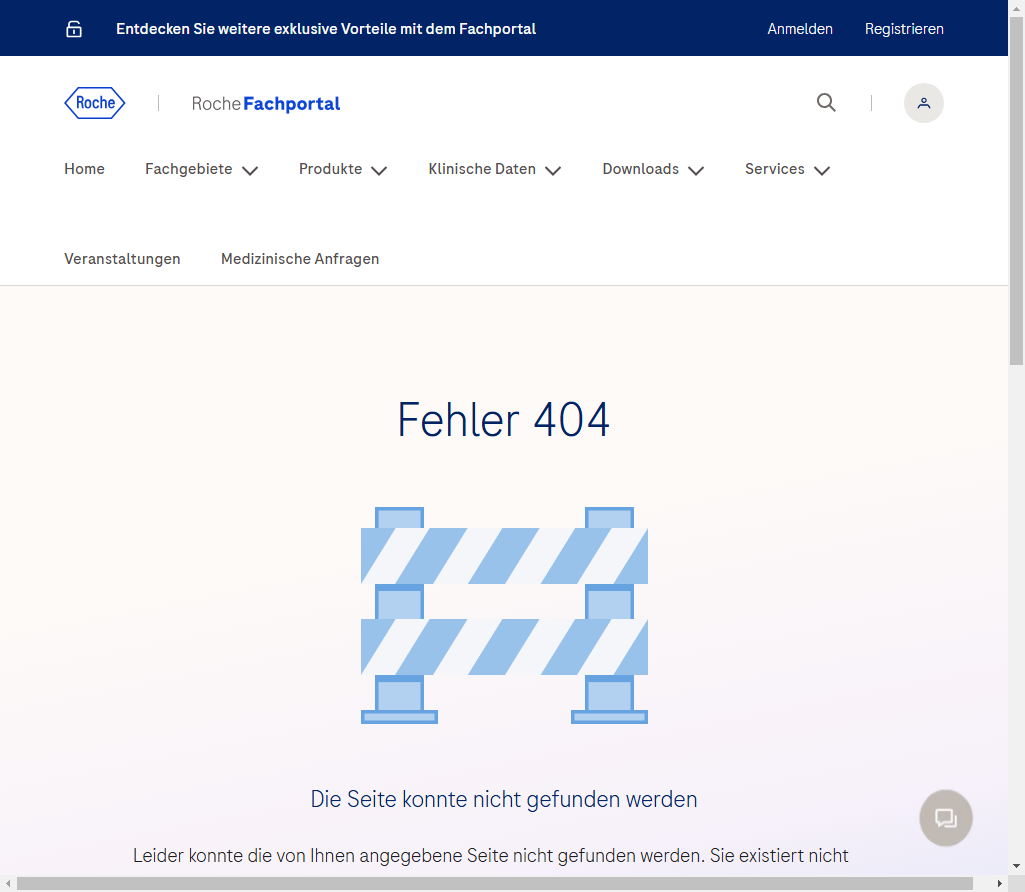 Entdecken Sie weitere exklusive Vorteile mit dem Fachportal Anmelden Registrieren
Roche RocheFachportal
Home Fachgebiete Produkte Klinische Daten Downloads Services
Veranstaltungen Medizinische Anfragen
Fehler 404
Die Seite konnte nicht gefunden werden
Leider konnte die von Ihnen angegebene Seite nicht gefunden werden. Sie existiert nicht